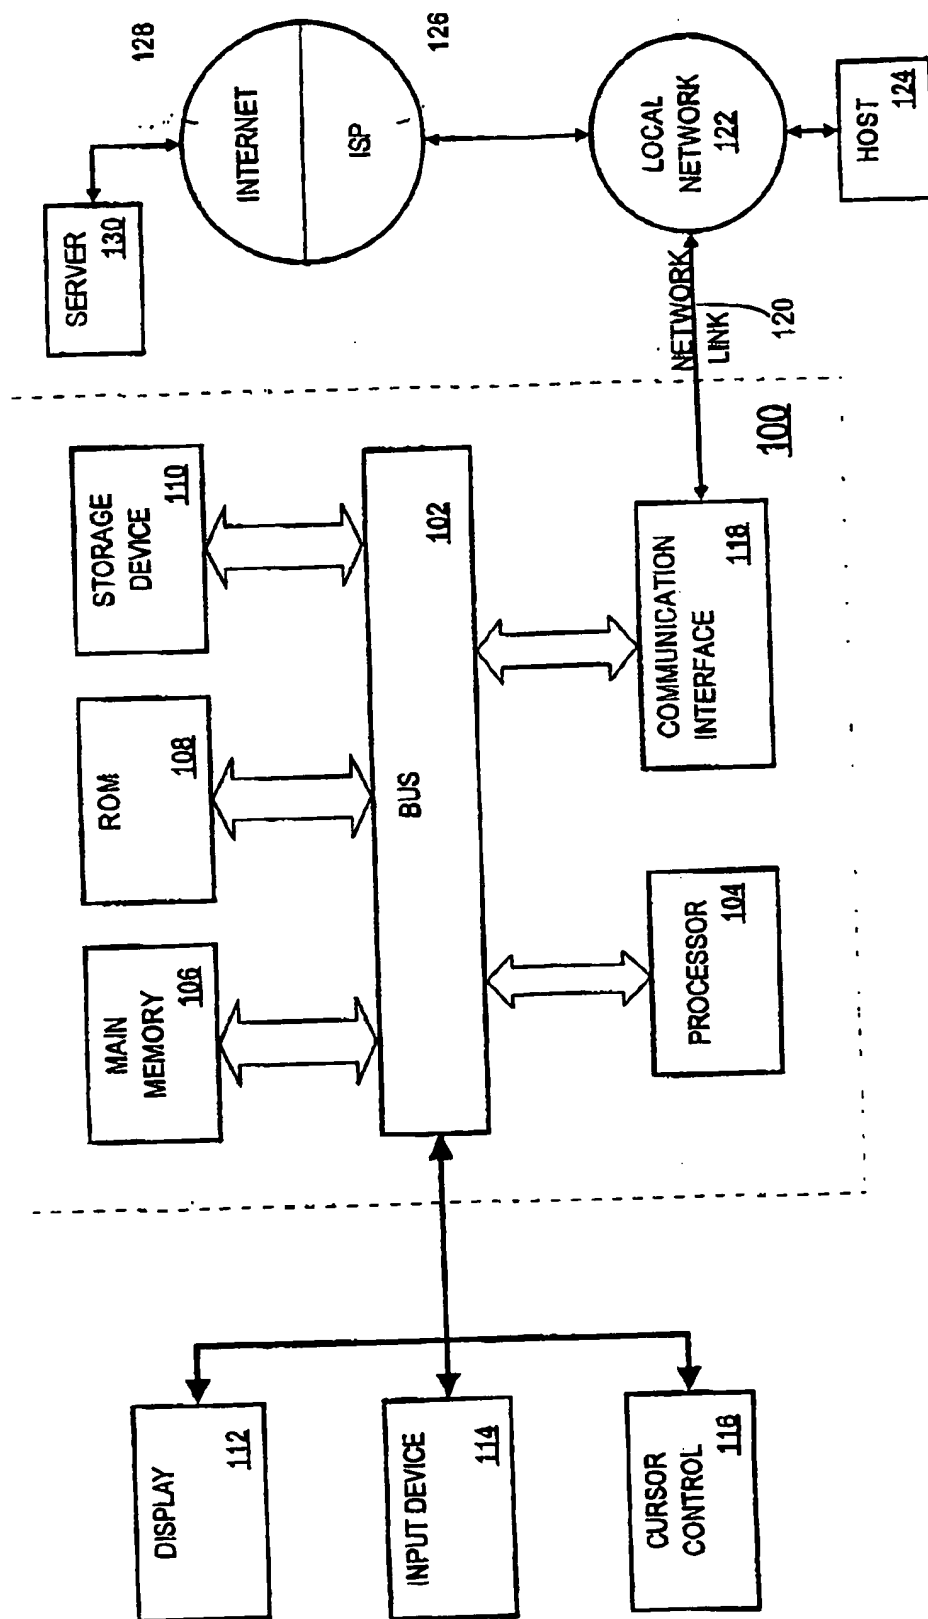 DISPLAY
112
INPUT DEVICE
114
CURSOR
CONTROL
116
MAIN
MEMORY
106
ROM
108
STORAGE
DEVICE
110
BUS
102
PROCESSOR
104
COMMUNICATION
INTERFACE
118
100
SERVER
130
128
INTERNET
ISP
126
NETWORK
LINK
120
LOCAL
NETWORK
122
HOST
124